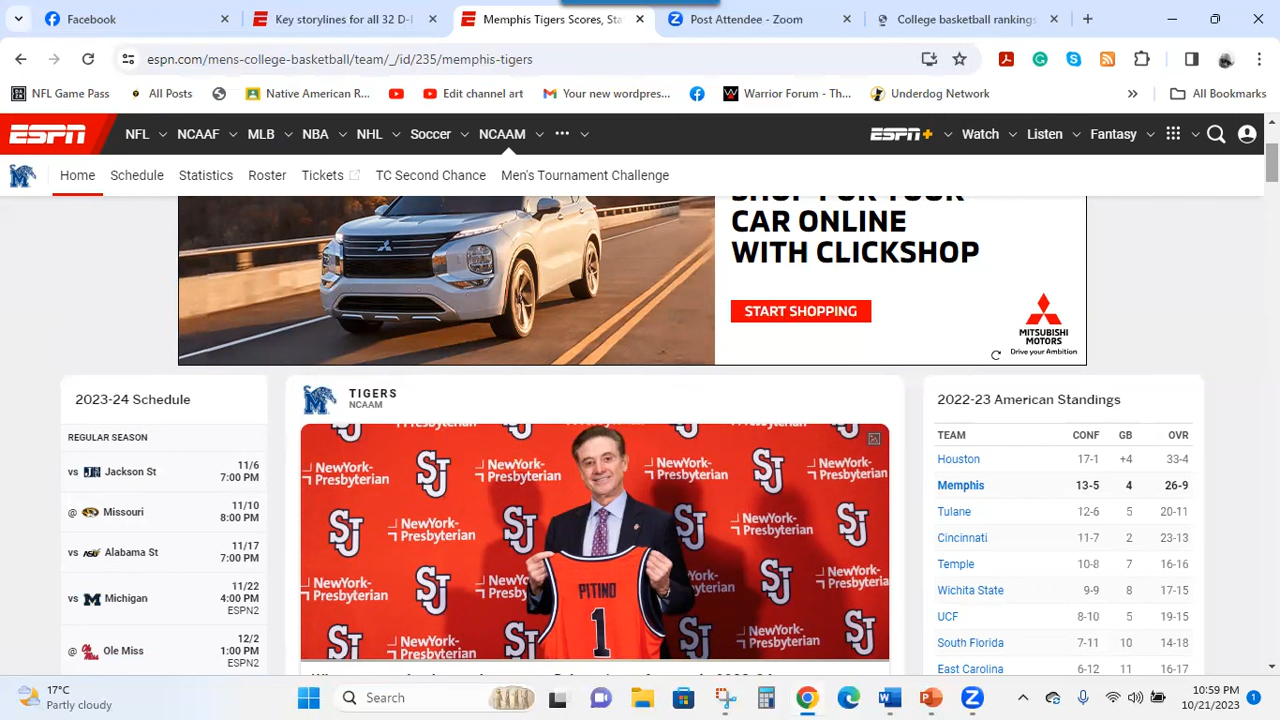 Facebook
Key storylines for all 32 D-I
Memphis Tigers Scores, Sta
Post Attendee - Zoom
College basketball rankings
espn.com/mens-college-basketball/team/_/id/235/memphis-tigers
NFL Game Pass
All Posts
Native American R...
Edit channel art
Your new wordpres...
Warrior Forum - Th...
Underdog Network
»
All Bookmarks
ESPN
NFL
NCAAF
MLB
NBA
NHL
Soccer
NCAAM
ESPN+
Watch
Listen
Fantasy
Home
Schedule
Statistics
Roster
Tickets
TC Second Chance
Men's Tournament Challenge
SHOP FOR YOUR
CAR ONLINE
WITH CLICKSHOP
START SHOPPING
MITSUBISHI
MOTORS
Drive your Ambition
2023-24 Schedule
REGULAR SEASON
vs Jackson St 11/6
7:00 PM
@ Missouri 11/10
8:00 PM
vs Alabama St 11/17
7:00 PM
vs Michigan 11/22
4:00 PM
ESPN2
@ Ole Miss 12/2
1:00 PM
ESPN2
TIGERS
NCAAM
NewYork-
Presbyterian
SJ
PITINO
1
2022-23 American Standings
TEAM CONF GB OVR
Houston 17-1 +4 33-4
Memphis 13-5 4 26-9
Tulane 12-6 5 20-11
Cincinnati 11-7 2 23-13
Temple 10-8 7 16-16
Wichita State 9-9 8 17-15
UCF 8-10 5 19-15
South Florida 7-11 10 14-18
East Carolina 6-12 11 16-17
17°C
Partly cloudy
Search
10:59 PM
10/21/2023
1